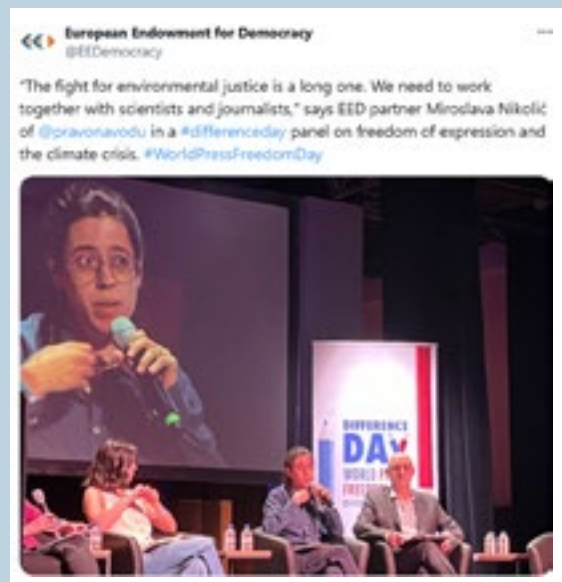 European Endowment for Democracy
@EEDemocracy
"The fight for environmental justice is a long one. We need to work
together with scientists and journalists," says EED partner Miroslava Nikolić
of @pravonavodu in a #differenceday panel on freedom of expression and
the climate crisis. #WorldPressFreedomDay
DIFFERENCE
DAY
WORLD